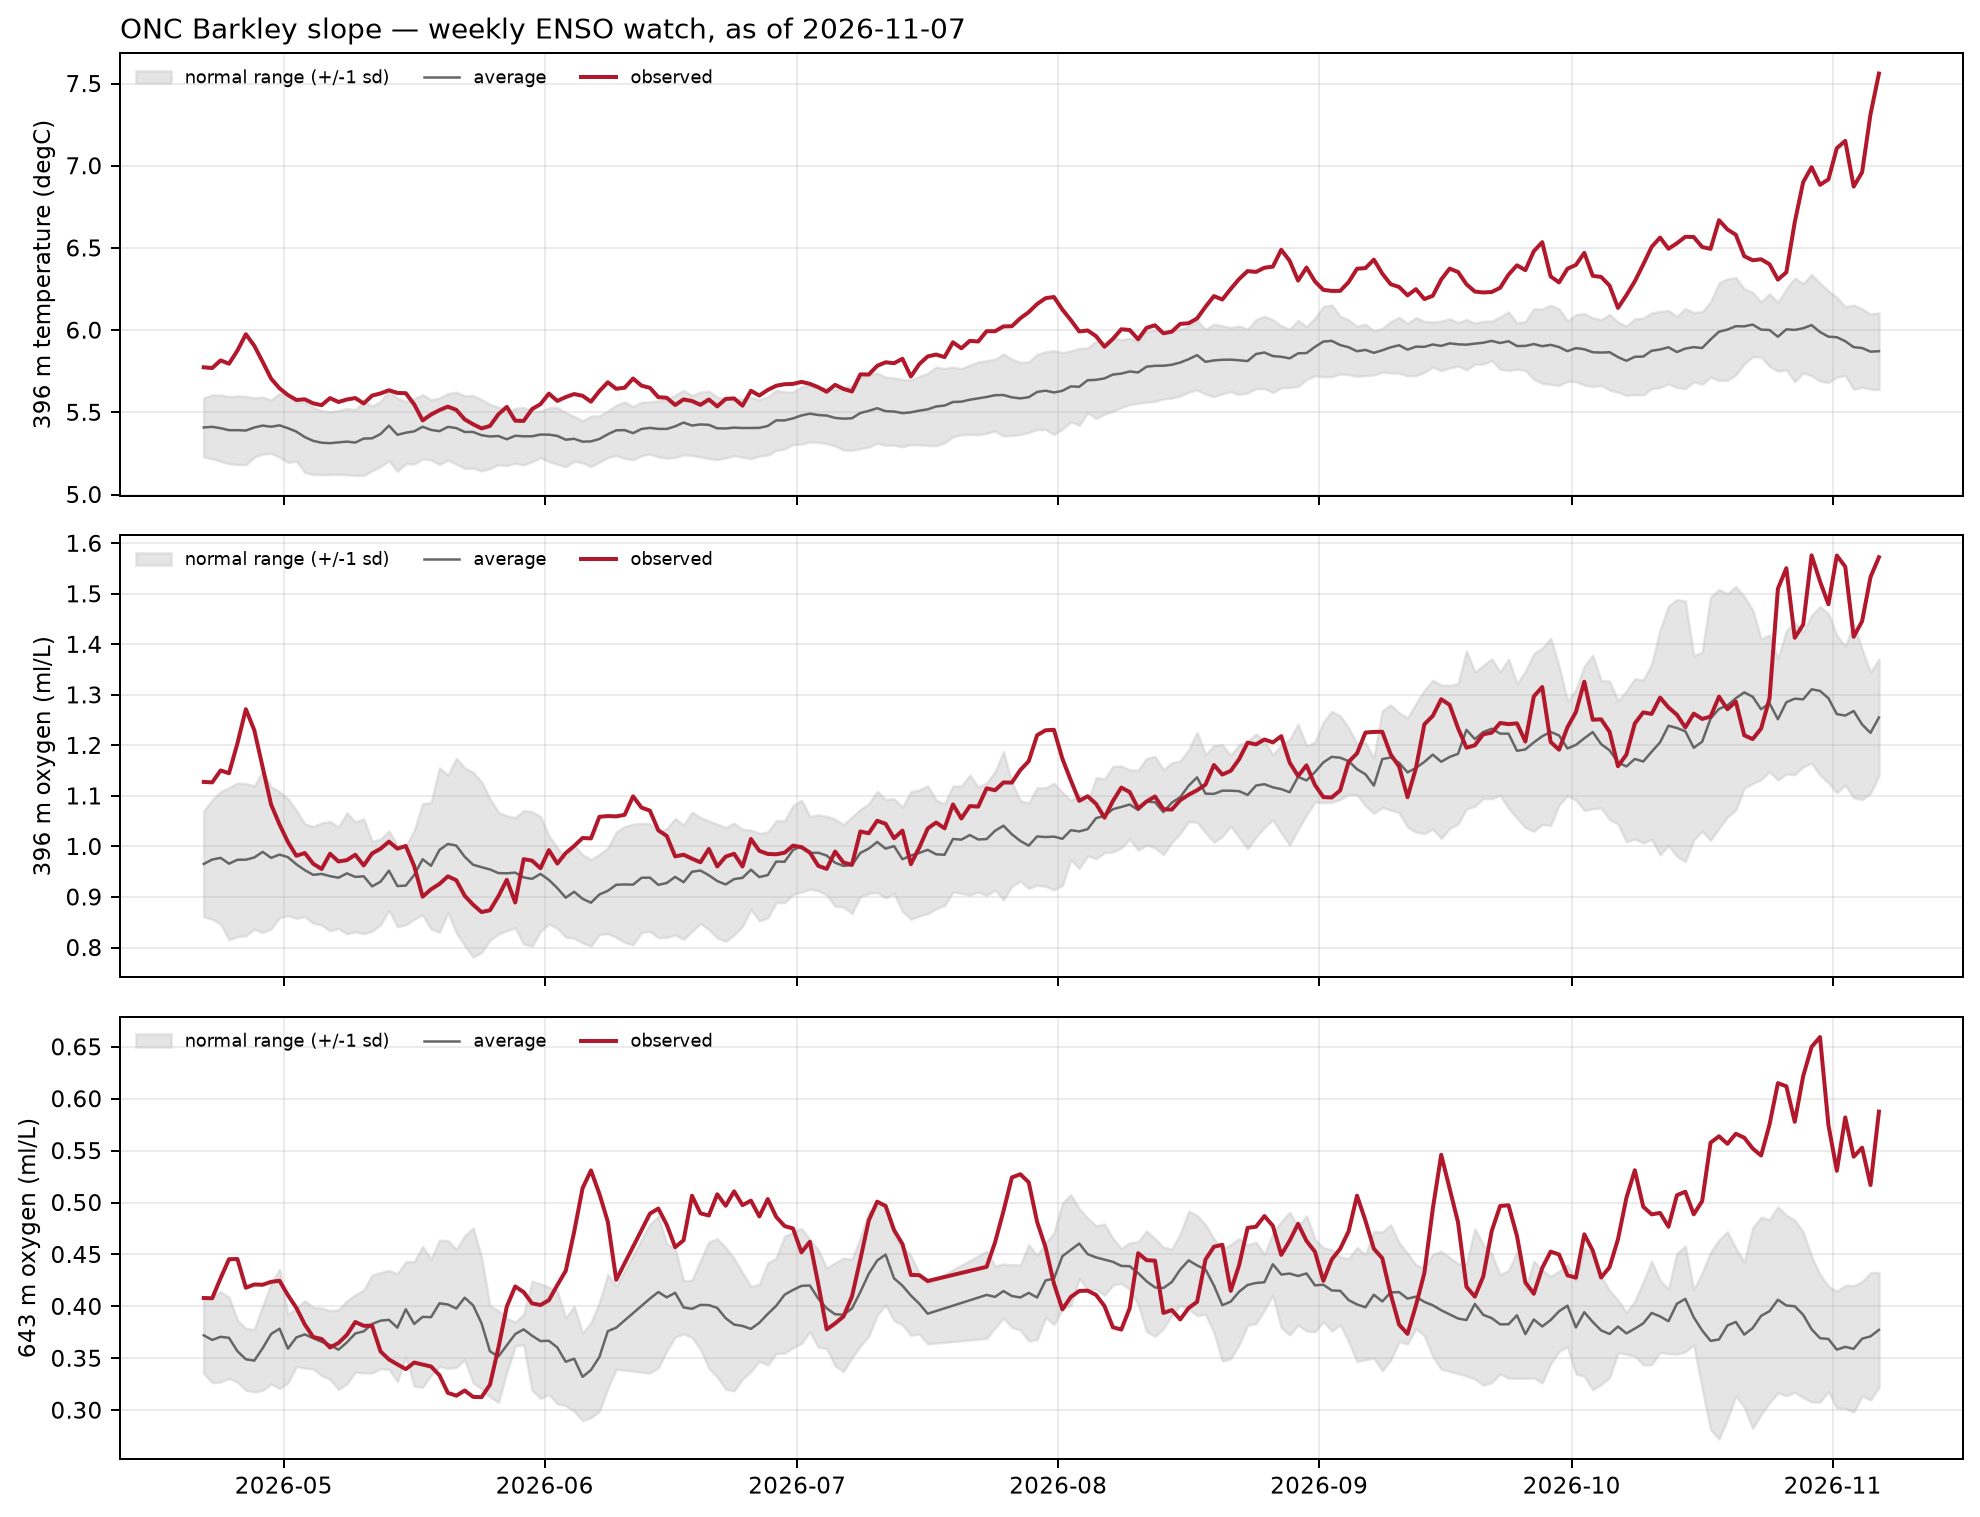 ONC Barkley slope — weekly ENSO watch, as of 2026-11-07
normal range (+/-1 sd) average observed
396 m temperature (degC)
7.5
7.0
6.5
6.0
5.5
5.0
normal range (+/-1 sd) average observed
396 m oxygen (ml/L)
1.6
1.5
1.4
1.3
1.2
1.1
1.0
0.9
0.8
normal range (+/-1 sd) average observed
643 m oxygen (ml/L)
0.65
0.60
0.55
0.50
0.45
0.40
0.35
0.30
2026-05 2026-06 2026-07 2026-08 2026-09 2026-10 2026-11